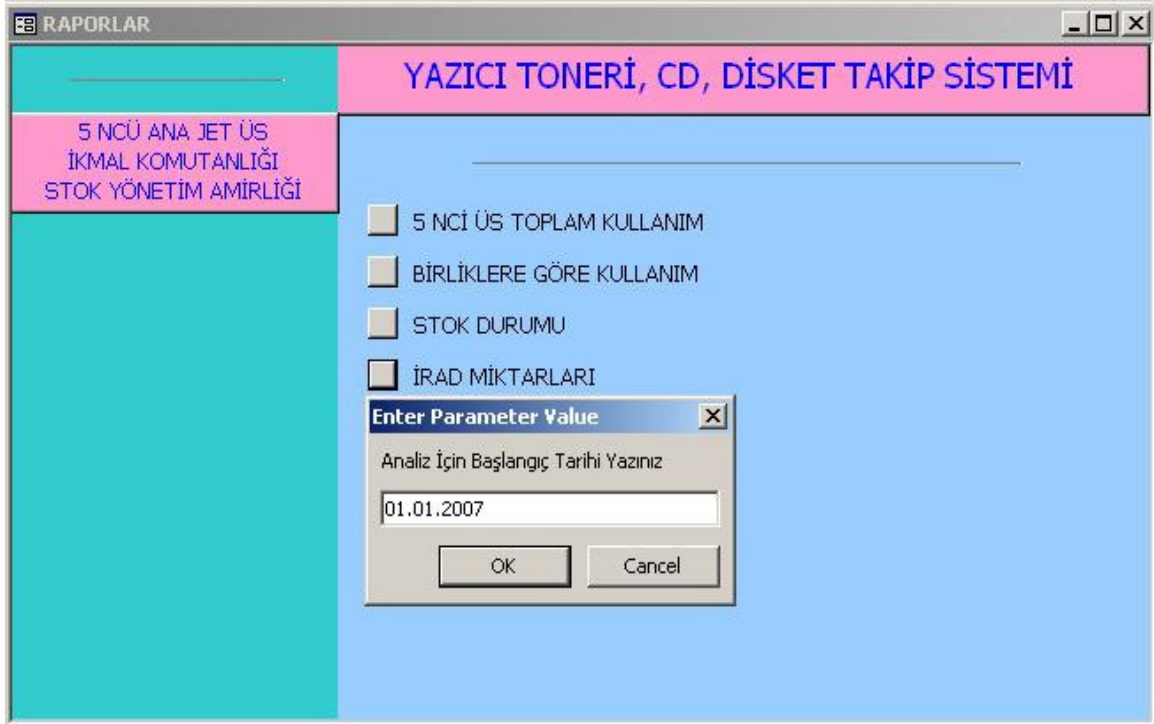 RAPORLAR
YAZICI TONERİ, CD, DİSKET TAKİP SİSTEMİ
5 NCÜ ANA JET ÜS
İKMAL KOMUTANLIĞI
STOK YÖNETİM AMİRLİĞİ
5 NCİ ÜS TOPLAM KULLANIM
BİRLİKLERE GÖRE KULLANIM
STOK DURUMU
İRAD MİKTARLARI
Enter Parameter Value
Analiz İçin Başlangıç Tarihi Yazınız
01.01.2007
OK Cancel